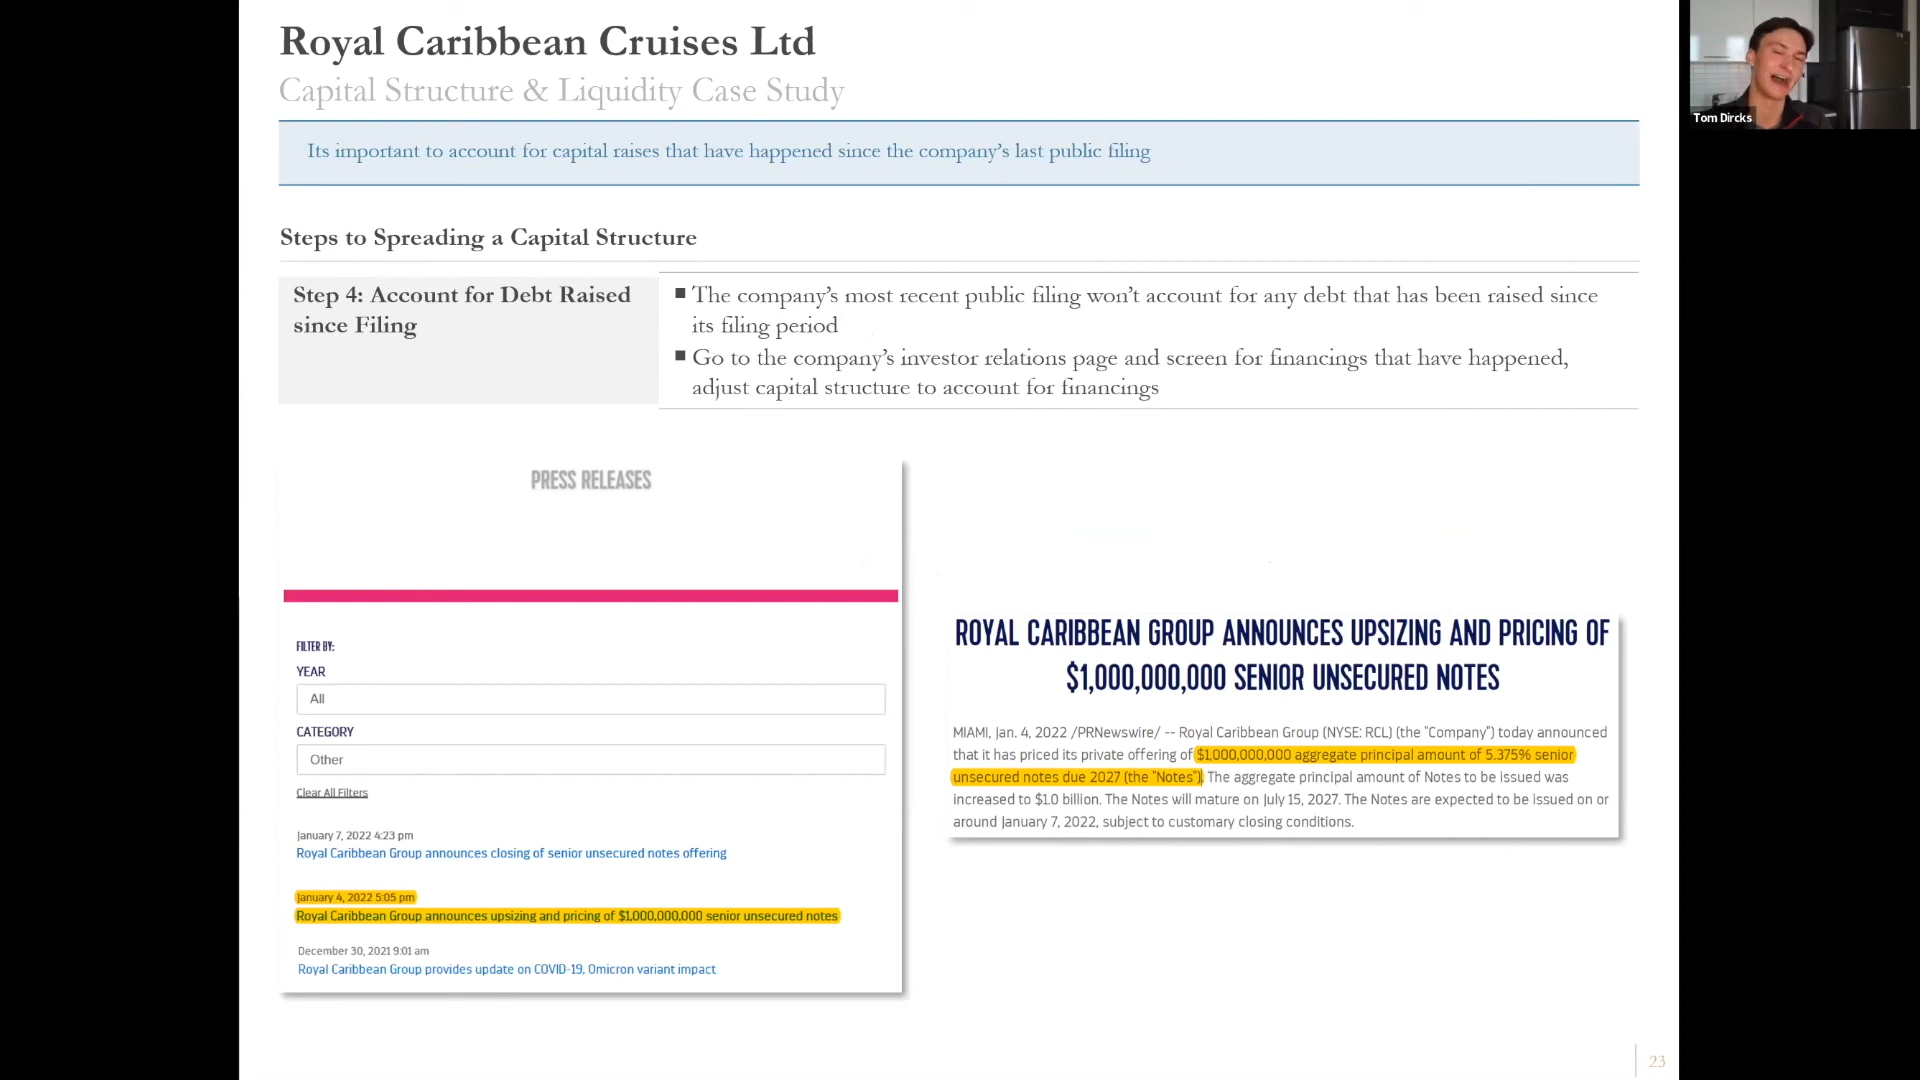 Royal Caribbean Cruises Ltd
Capital Structure & Liquidity Case Study
Its important to account for capital raises that have happened since the company's last public filing
Steps to Spreading a Capital Structure
Step 4: Account for Debt Raised
since Filing
■ The company's most recent public filing won't account for any debt that has been raised since
its filing period
■ Go to the company's investor relations page and screen for financings that have happened,
adjust capital structure to account for financings
PRESS RELEASES
FILTER BY:
YEAR
All
CATEGORY
Other
Clear All Filters
January 7, 2022 4:23 pm
Royal Caribbean Group announces closing of senior unsecured notes offering
January 4, 2022 5:05 pm
Royal Caribbean Group announces upsizing and pricing of $1,000,000,000 senior unsecured notes
December 30, 2021 9:01 am
Royal Caribbean Group provides update on COVID-19, Omicron variant impact
ROYAL CARIBBEAN GROUP ANNOUNCES UPSIZING AND PRICING OF
$1,000,000,000 SENIOR UNSECURED NOTES
MIAMI, Jan. 4, 2022 /PRNewswire/ -- Royal Caribbean Group (NYSE: RCL) (the "Company") today announced
that it has priced its private offering of $1,000,000,000 aggregate principal amount of 5.375% senior
unsecured notes due 2027 (the "Notes"). The aggregate principal amount of Notes to be issued was
increased to $1.0 billion. The Notes will mature on July 15, 2027. The Notes are expected to be issued on or
around January 7, 2022, subject to customary closing conditions.
23
Tom Dircks